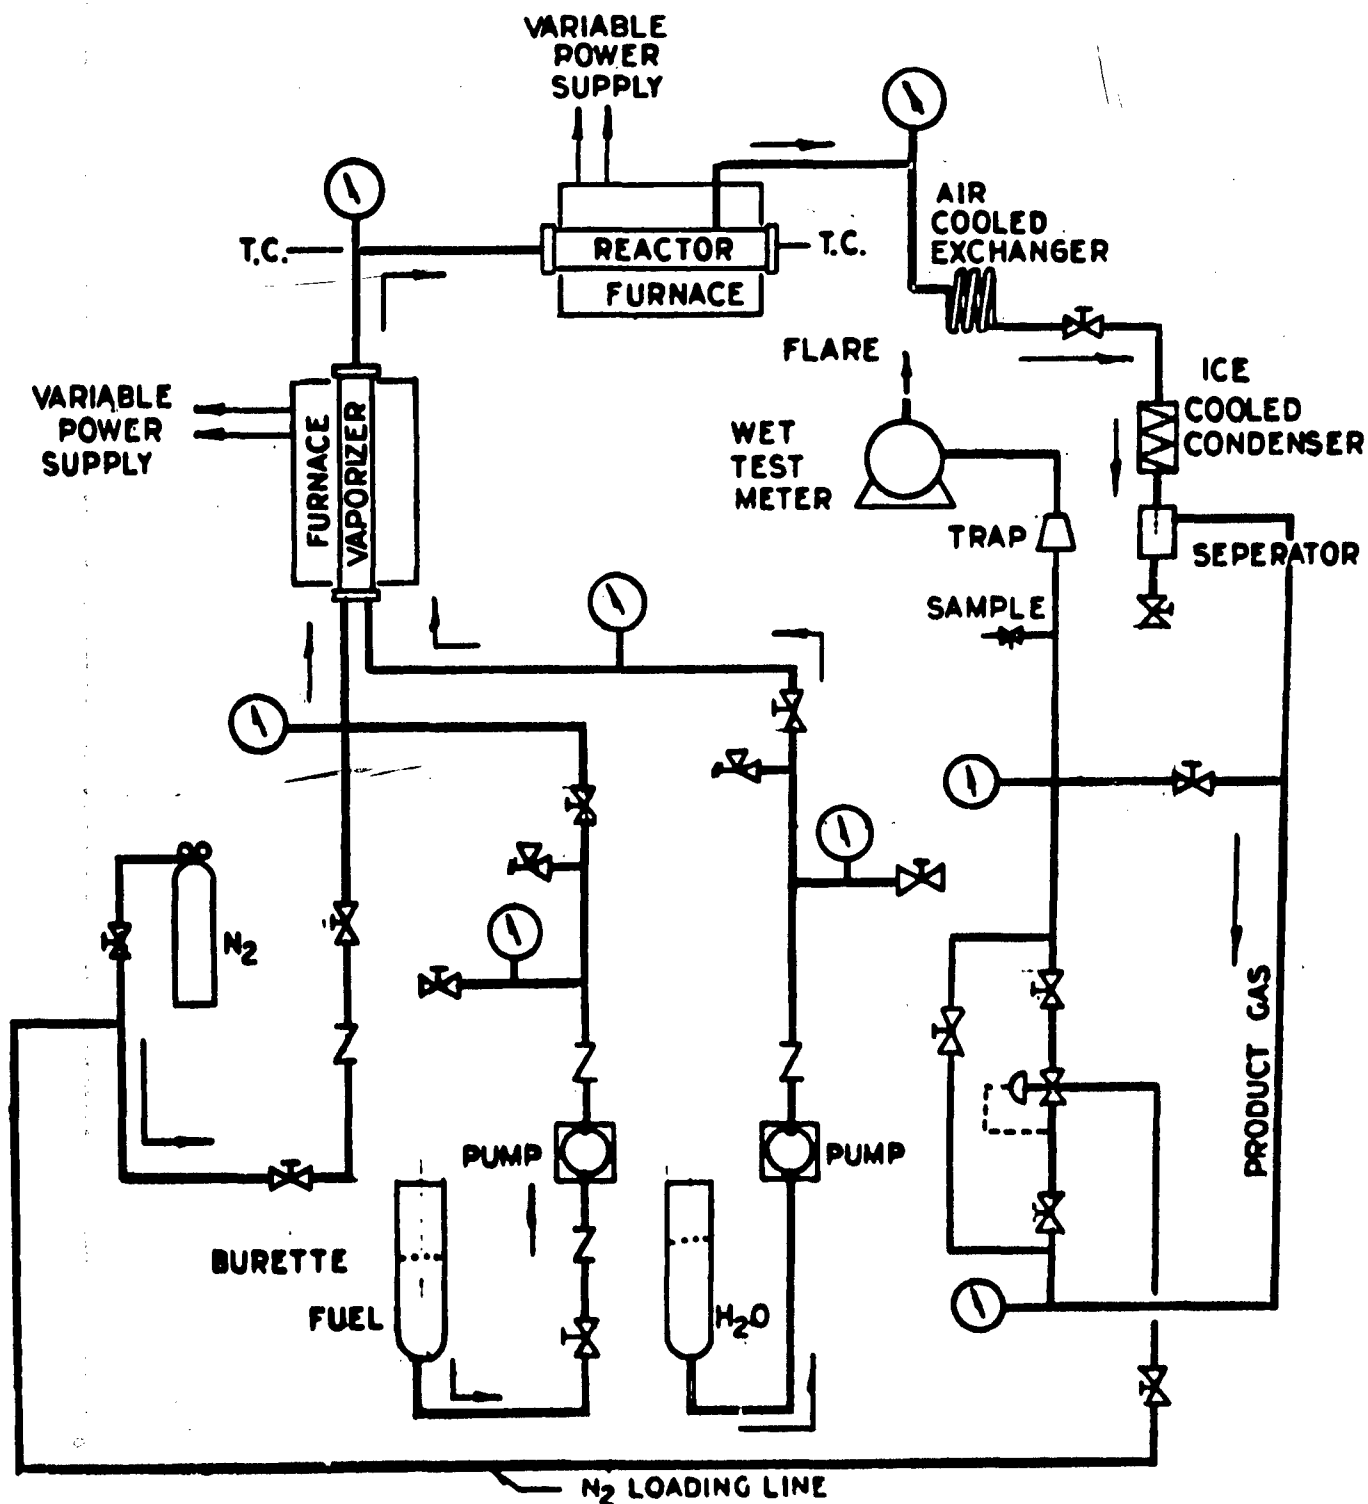 VARIABLE
POWER
SUPPLY
AIR
COOLED
EXCHANGER
T.C.
REACTOR
T.C.
FURNACE
FLARE
ICE
COOLED
CONDENSER
VARIABLE
POWER
SUPPLY
FURNACE
VAPORIZER
WET
TEST
METER
TRAP
SEPERATOR
SAMPLE
N2
PRODUCT GAS
PUMP
PUMP
BURETTE
FUEL
H2O
N2 LOADING LINE